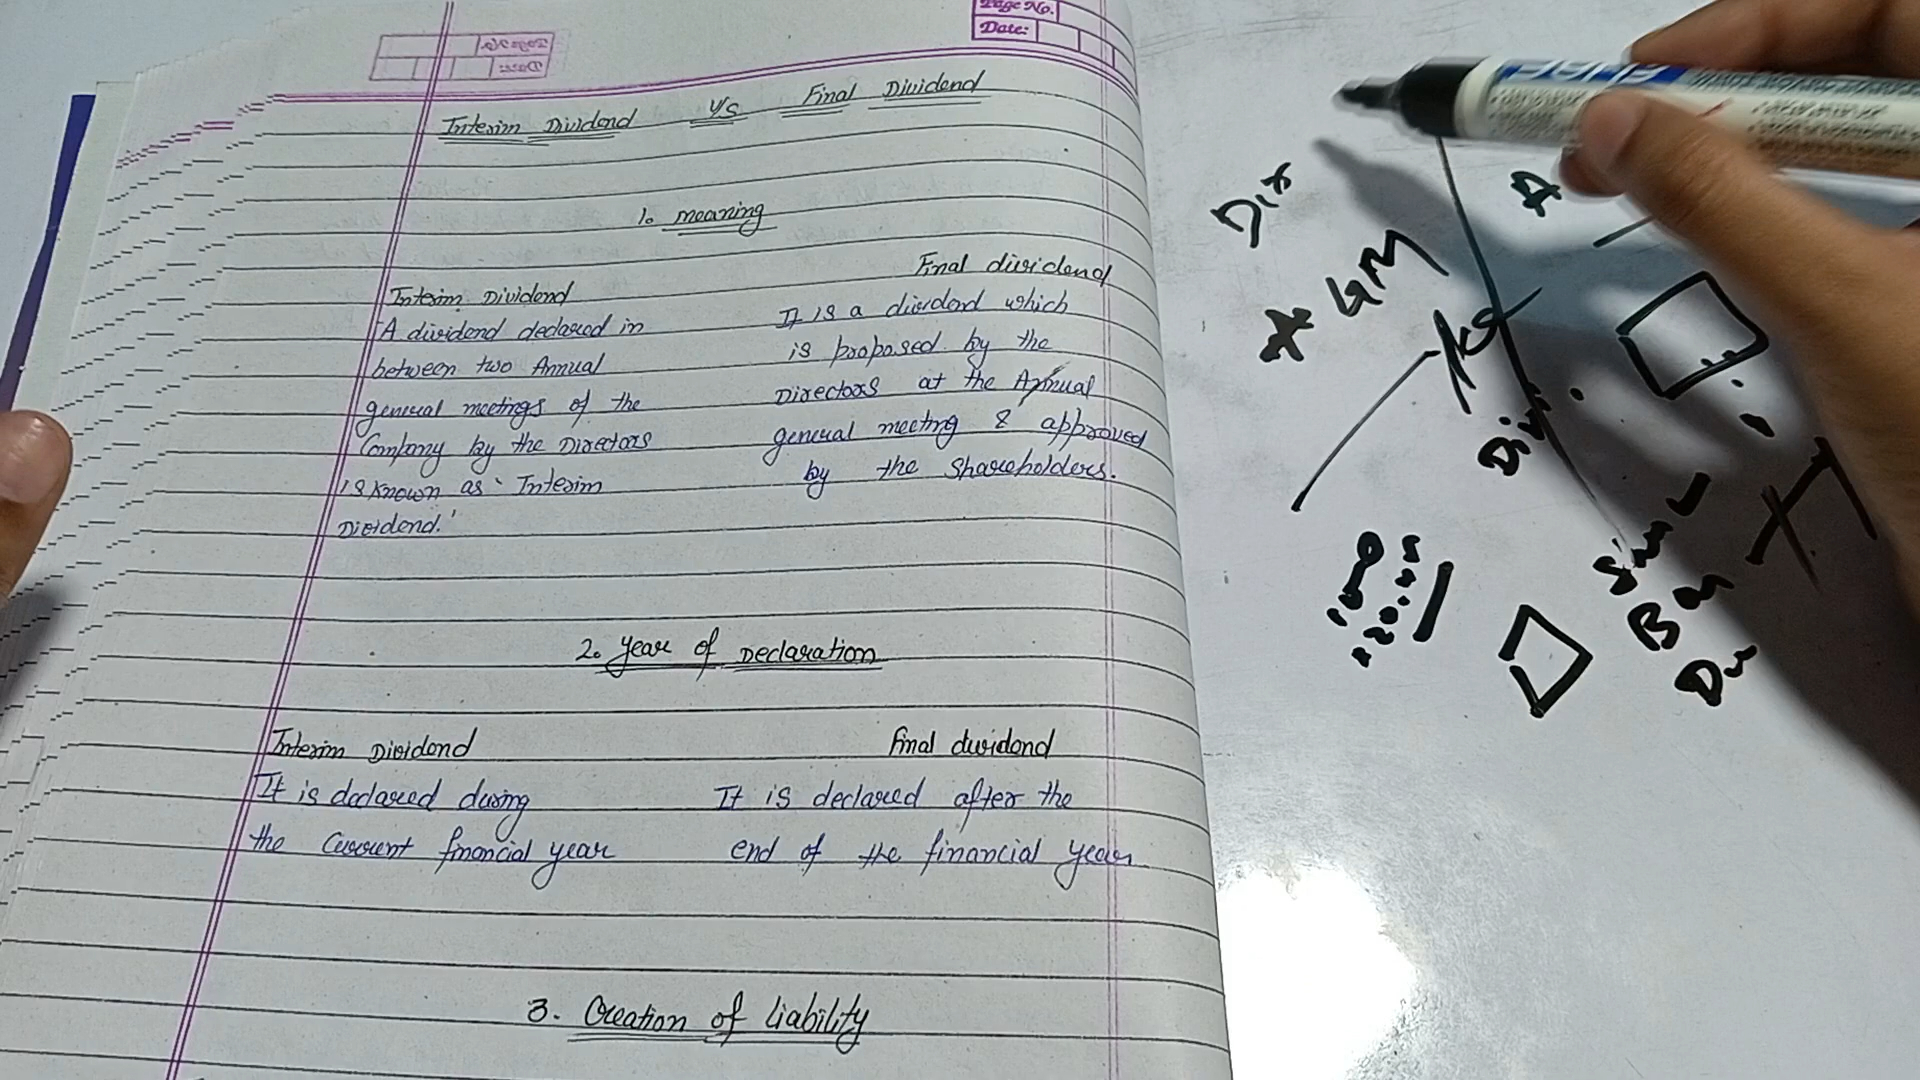 Page No.
Date:
Interim Dividend V/S Final Dividend
1. meaning
Interim Dividend
A dividend declared in
between two Annual
general meetings of the
Company by the Directors
is known as 'Interim
Dividend.'
Final dividend
It is a dividend which
is proposed by the
Directors at the Annual
general meeting & approved
by the Shareholders.
2. Year of Declaration
Interim Dividend
It is declared during
the Current financial year
Final dividend
It is declared after the
end of the financial year
3. Creation of liability
Dir
GM
A
Div.